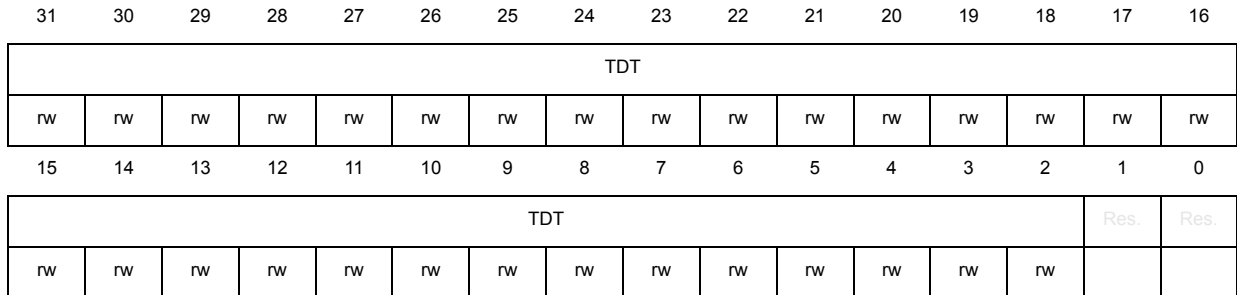 31 30 29 28 27 26 25 24 23 22 21 20 19 18 17 16
TDT
rw rw rw rw rw rw rw rw rw rw rw rw rw rw rw rw
15 14 13 12 11 10 9 8 7 6 5 4 3 2 1 0
TDT Res. Res.
rw rw rw rw rw rw rw rw rw rw rw rw rw rw